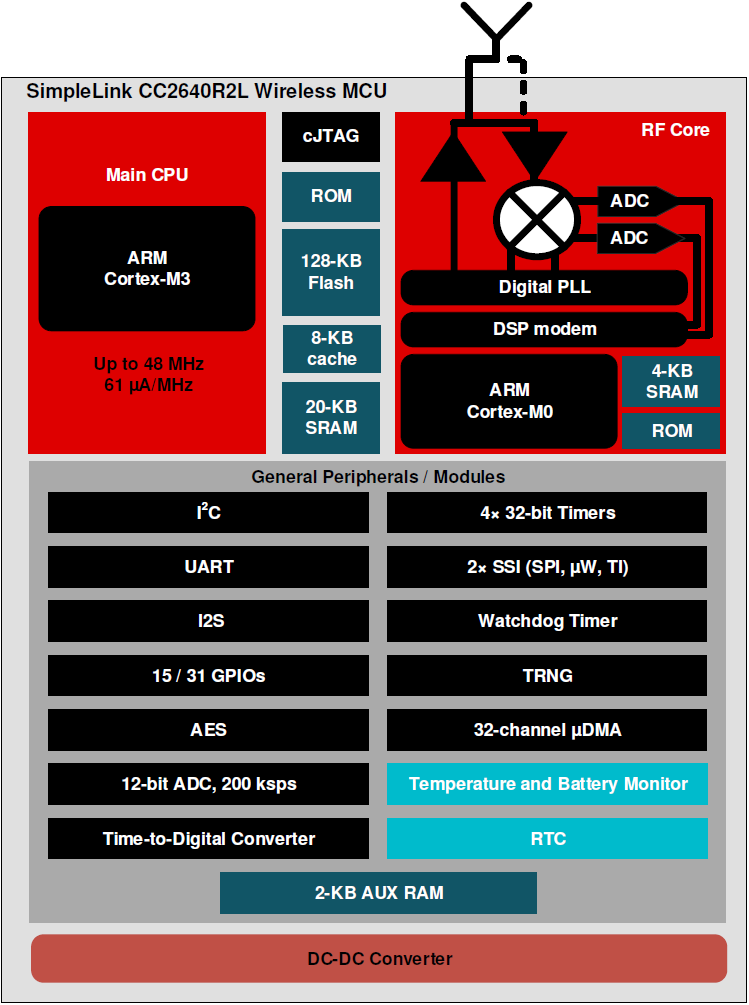 SimpleLink CC2640R2L Wireless MCU
Main CPU
ARM
Cortex-M3
Up to 48 MHz
61 µA/MHz
cJTAG
ROM
128-KB
Flash
8-KB
cache
20-KB
SRAM
RF Core
ADC
ADC
Digital PLL
DSP modem
ARM
Cortex-M0
4-KB
SRAM
ROM
General Peripherals / Modules
I²C
4× 32-bit Timers
UART
2× SSI (SPI, µW, TI)
I2S
Watchdog Timer
15 / 31 GPIOs
TRNG
AES
32-channel µDMA
12-bit ADC, 200 ksps
Temperature and Battery Monitor
Time-to-Digital Converter
RTC
2-KB AUX RAM
DC-DC Converter